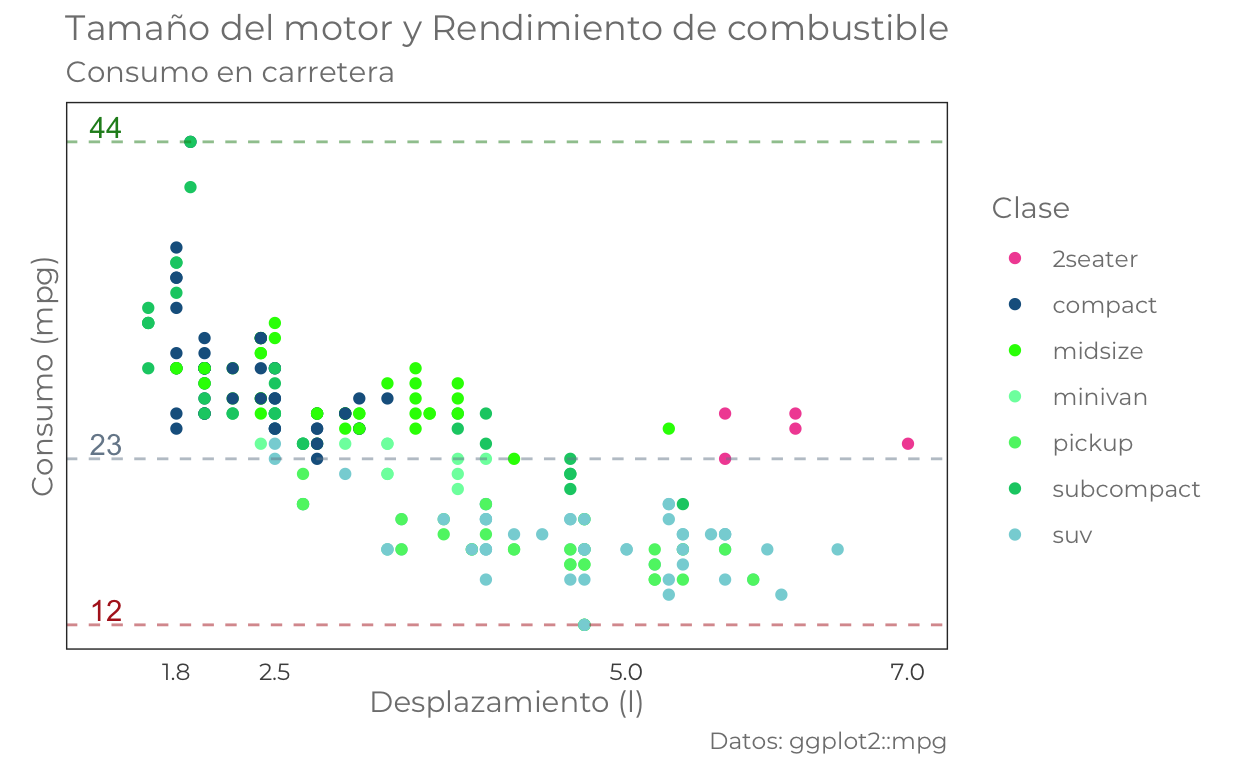 Tamaño del motor y Rendimiento de combustible
Consumo en carretera
44
23
12
Consumo (mpg)
1.8 2.5 5.0 7.0
Desplazamiento (l)
Datos: ggplot2::mpg
Clase
2seater
compact
midsize
minivan
pickup
subcompact
suv